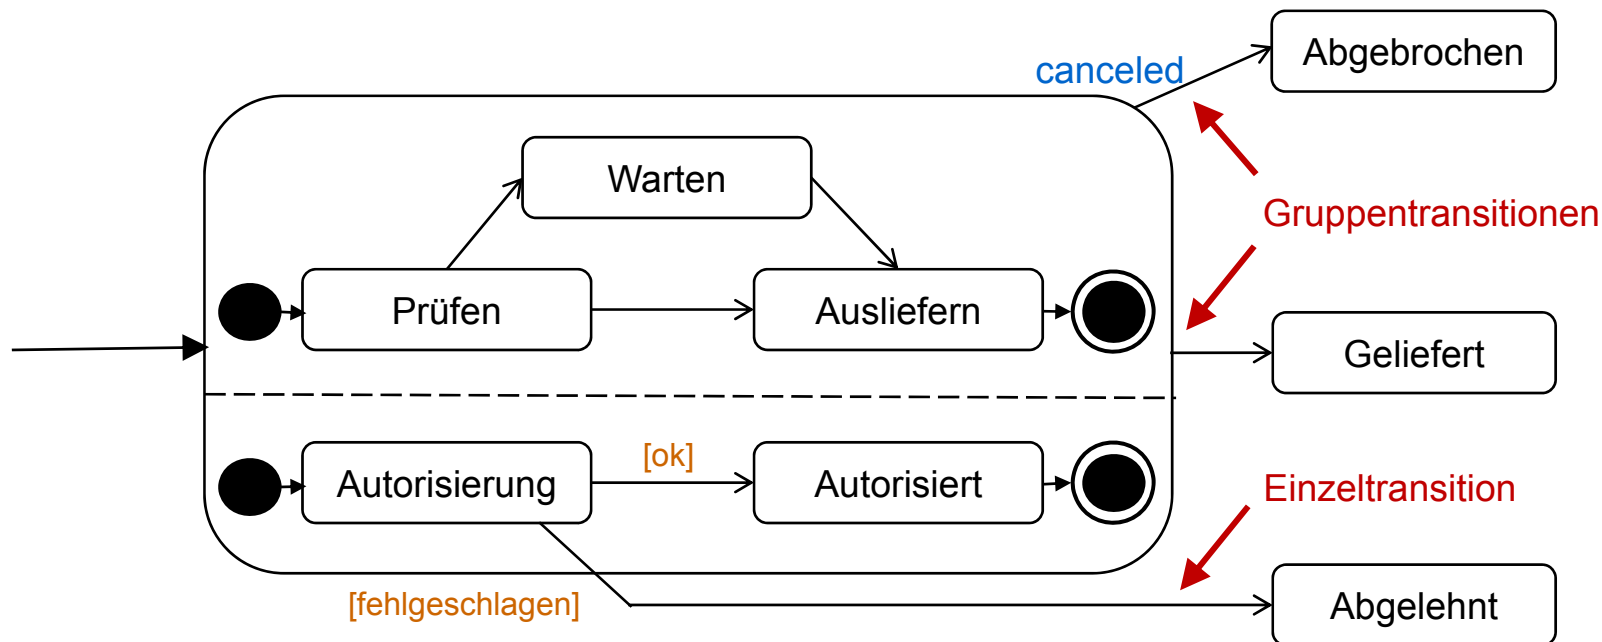 Abgebrochen
canceled
Warten
Gruppentransitionen
Prüfen
Ausliefern
Geliefert
[ok]
Autorisierung
Autorisiert
Einzeltransition
[fehlgeschlagen]
Abgelehnt